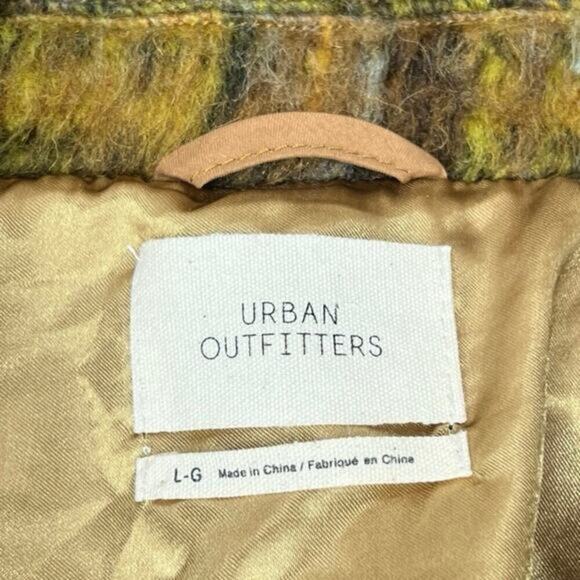 URBAN
OUTFITTERS
L-G Made in China / Fabriqué en Chine